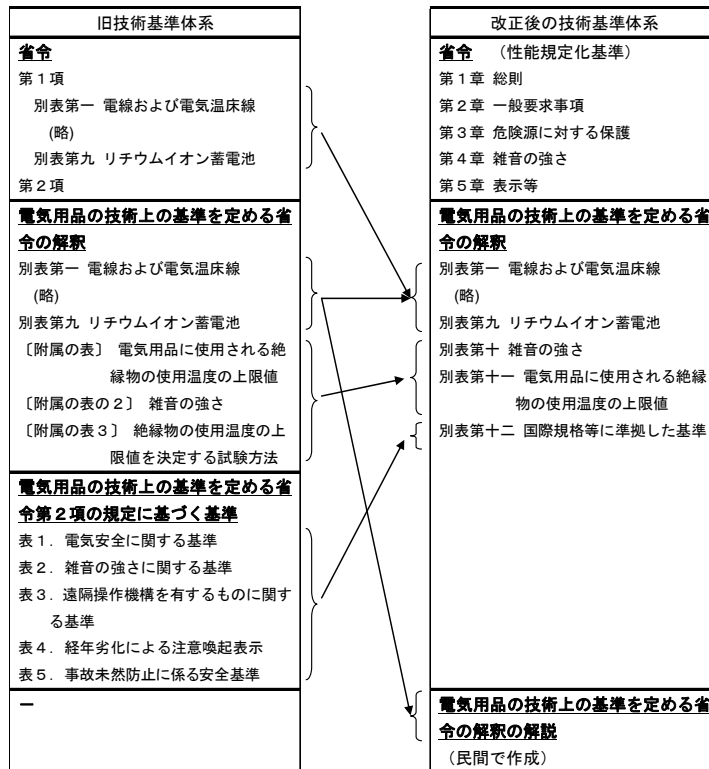 旧技術基準体系
省令
第１項
別表第一 電線および電気温床線
(略)
別表第九 リチウムイオン蓄電池
第２項
電気用品の技術上の基準を定める省
令の解釈
別表第一 電線および電気温床線
(略)
別表第九 リチウムイオン蓄電池
〔附属の表〕 電気用品に使用される絶
縁物の使用温度の上限値
〔附属の表の２〕 雑音の強さ
〔附属の表３〕 絶縁物の使用温度の上
限値を決定する試験方法
電気用品の技術上の基準を定める省
令第２項の規定に基づく基準
表１．電気安全に関する基準
表２．雑音の強さに関する基準
表３．遠隔操作機構を有するものに関す
る基準
表４．経年劣化による注意喚起表示
表５．事故未然防止に係る安全基準
－
改正後の技術基準体系
省令 （性能規定化基準）
第１章 総則
第２章 一般要求事項
第３章 危険源に対する保護
第４章 雑音の強さ
第５章 表示等
電気用品の技術上の基準を定める省
令の解釈
別表第一 電線および電気温床線
(略)
別表第九 リチウムイオン蓄電池
別表第十 雑音の強さ
別表第十一 電気用品に使用される絶縁
物の使用温度の上限値
別表第十二 国際規格等に準拠した基準
電気用品の技術上の基準を定める省
令の解釈の解説
（民間で作成）